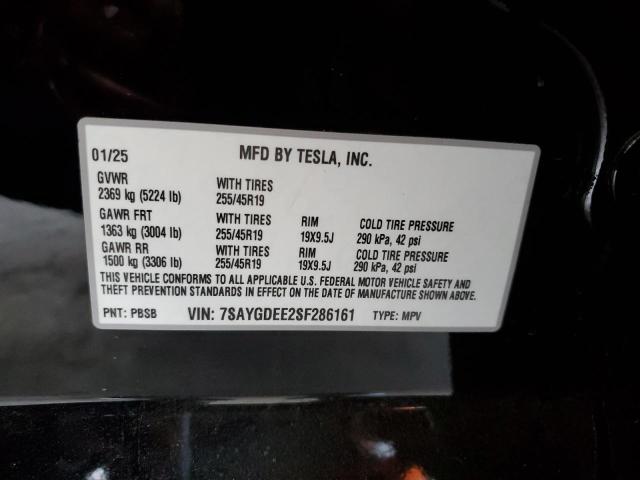 01/25 MFD BY TESLA, INC.
GVWR WITH TIRES
2369 kg (5224 lb) 255/45R19
GAWR FRT WITH TIRES RIM COLD TIRE PRESSURE
1363 kg (3004 lb) 255/45R19 19X9.5J 290 kPa, 42 psi
GAWR RR WITH TIRES RIM COLD TIRE PRESSURE
1500 kg (3306 lb) 255/45R19 19X9.5J 290 kPa, 42 psi
THIS VEHICLE CONFORMS TO ALL APPLICABLE U.S. FEDERAL MOTOR VEHICLE SAFETY AND
THEFT PREVENTION STANDARDS IN EFFECT ON THE DATE OF MANUFACTURE SHOWN ABOVE.
PNT: PBSB VIN: 7SAYGDEE2SF286161 TYPE: MPV